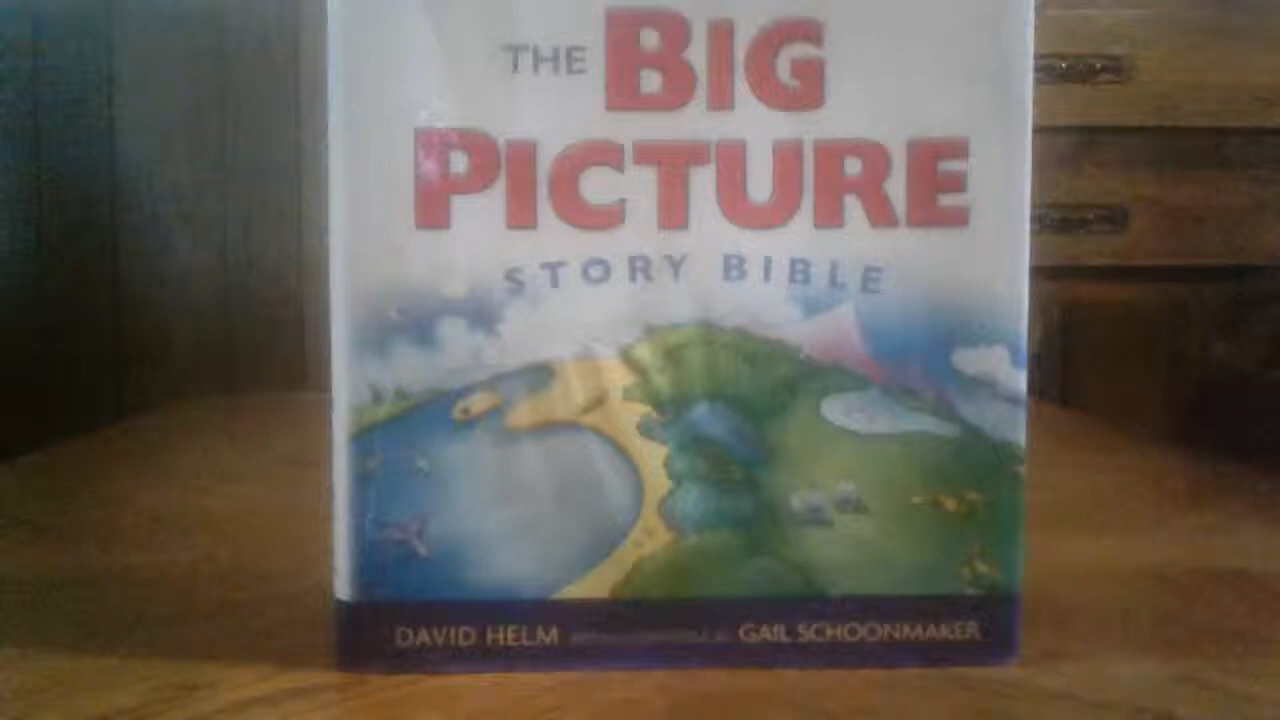 THE BIG
PICTURE
STORY BIBLE
DAVID HELM GAIL SCHOONMAKER